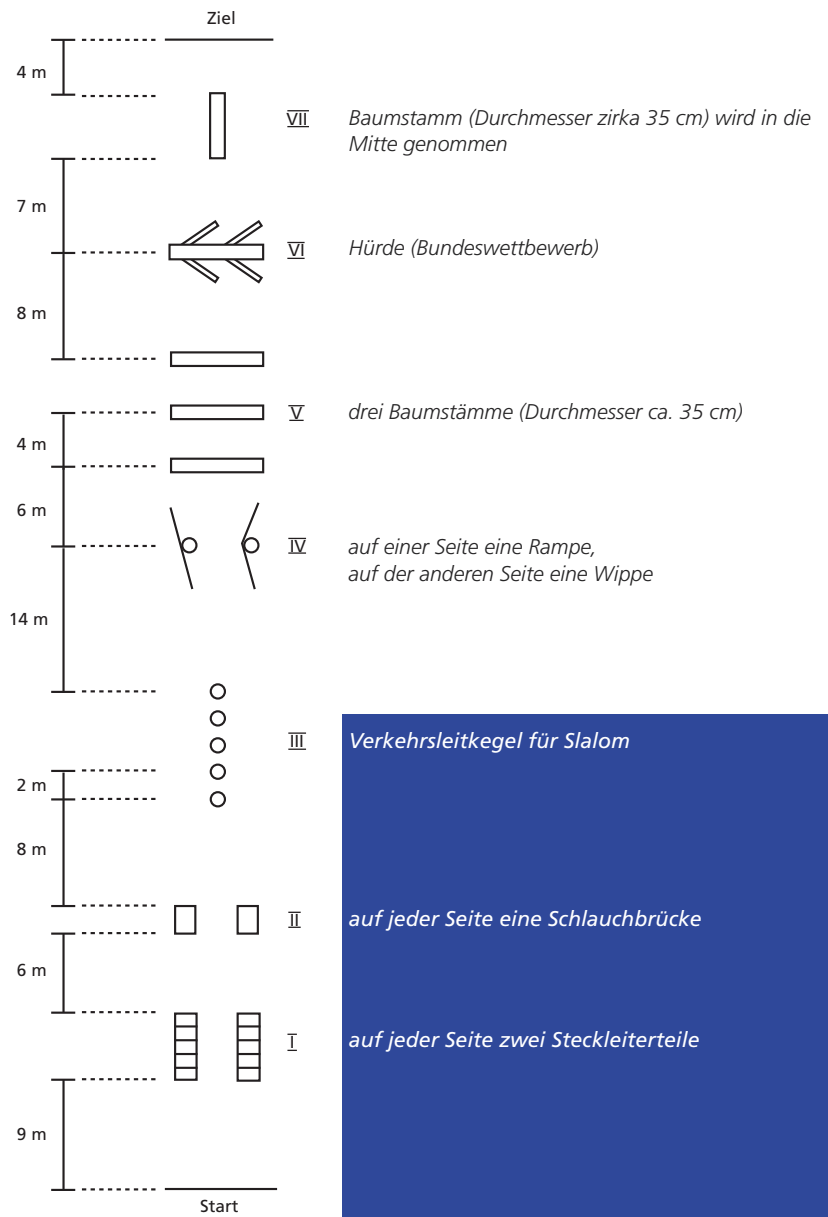 Ziel
4 m
VII
Baumstamm (Durchmesser zirka 35 cm) wird in die
Mitte genommen
7 m
VI
Hürde (Bundeswettbewerb)
8 m
V
drei Baumstämme (Durchmesser ca. 35 cm)
4 m
6 m
IV
auf einer Seite eine Rampe,
auf der anderen Seite eine Wippe
14 m
III
Verkehrsleitkegel für Slalom
2 m
8 m
II
auf jeder Seite eine Schlauchbrücke
6 m
I
auf jeder Seite zwei Steckleiterteile
9 m
Start